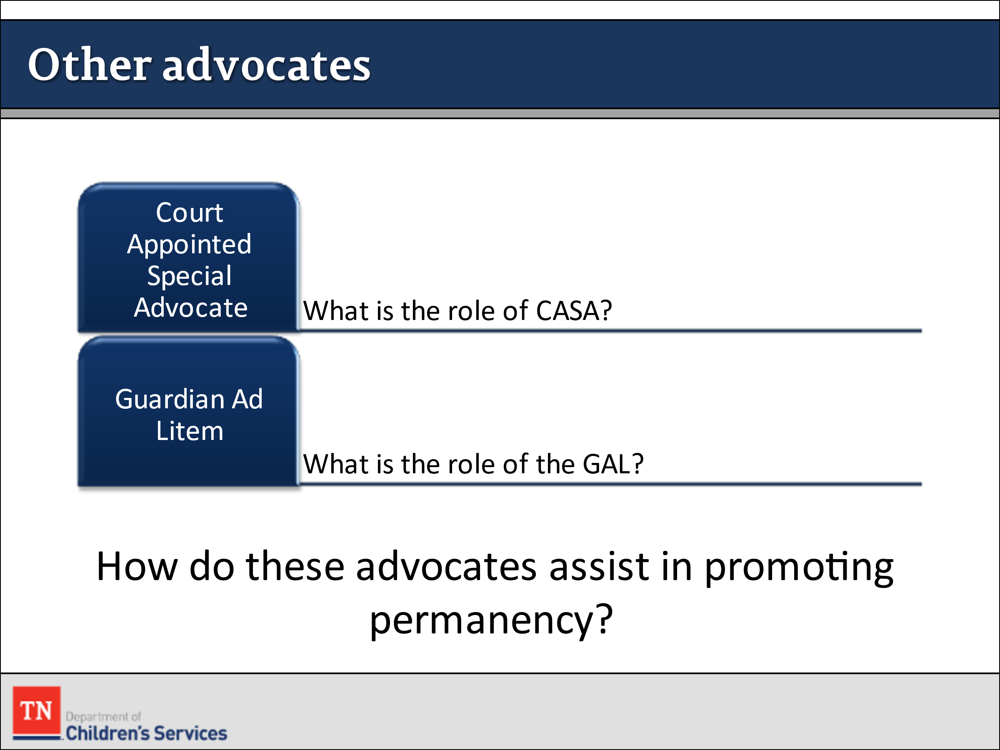 Other advocates
Court
Appointed
Special
Advocate
What is the role of CASA?
Guardian Ad
Litem
What is the role of the GAL?
How do these advocates assist in promoting
permanency?
TN
Department of
Children's Services